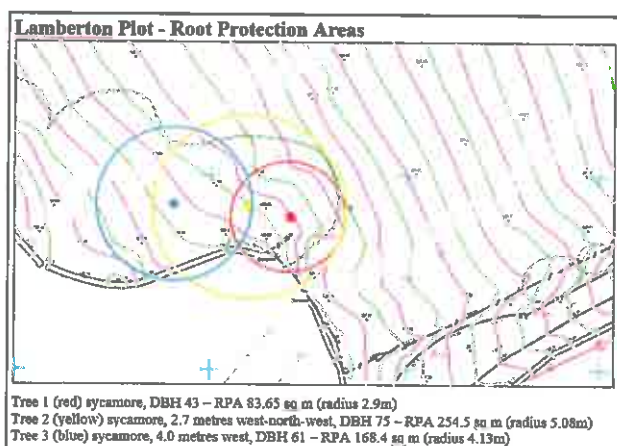 Lamberton Plot - Root Protection Areas
Tree 1 (red) sycamore, DBH 43 – RPA 83.65 sq m (radius 2.9m)
Tree 2 (yellow) sycamore, 2.7 metres west-north-west, DBH 75 – RPA 254.5 sq m (radius 5.08m)
Tree 3 (blue) sycamore, 4.0 metres west, DBH 61 – RPA 168.4 sq m (radius 4.13m)